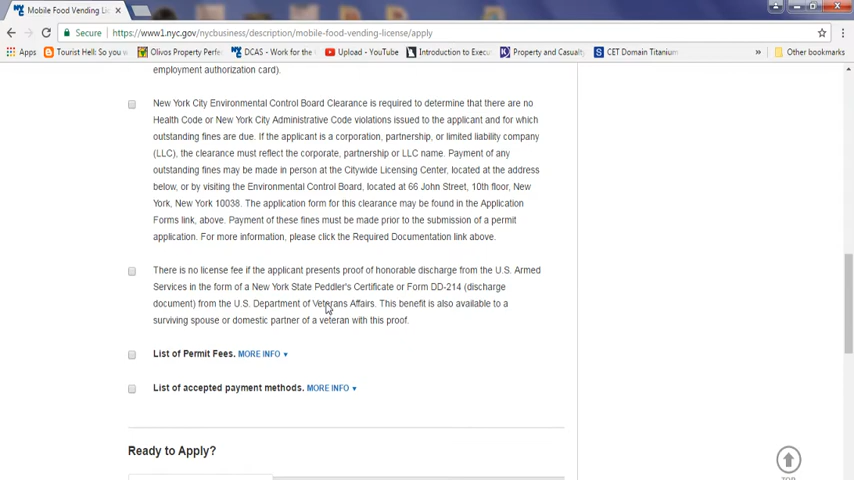 Mobile Food Vending Lic
Secure
https://www1.nyc.gov/nycbusiness/description/mobile-food-vending-license/apply
Apps
Tourist Hell: So you w
Olivos Property Perfe
DCAS - Work for the
Upload - YouTube
Introduction to Execu
Property and Casualty
CET Domain Titanium
»
Other bookmarks
employment authorization card).
New York City Environmental Control Board Clearance is required to determine that there are no
Health Code or New York City Administrative Code violations issued to the applicant and for which
outstanding fines are due. If the applicant is a corporation, partnership, or limited liability company
(LLC), the clearance must reflect the corporate, partnership or LLC name. Payment of any
outstanding fines may be made in person at the Citywide Licensing Center, located at the address
below, or by visiting the Environmental Control Board, located at 66 John Street, 10th floor, New
York, New York 10038. The application form for this clearance may be found in the Application
Forms link, above. Payment of these fines must be made prior to the submission of a permit
application. For more information, please click the Required Documentation link above.
There is no license fee if the applicant presents proof of honorable discharge from the U.S. Armed
Services in the form of a New York State Peddler's Certificate or Form DD-214 (discharge
document) from the U.S. Department of Veterans Affairs. This benefit is also available to a
surviving spouse or domestic partner of a veteran with this proof.
List of Permit Fees. MORE INFO ▾
List of accepted payment methods. MORE INFO ▾
Ready to Apply?
TOP